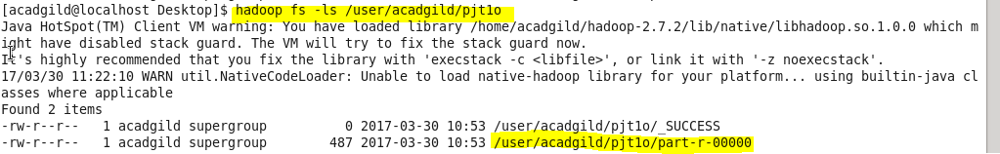 [acadgild@localhost Desktop]$ hadoop fs -ls /user/acadgild/pjt1o
Java HotSpot(TM) Client VM warning: You have loaded library /home/acadgild/hadoop-2.7.2/lib/native/libhadoop.so.1.0.0 which m
ight have disabled stack guard. The VM will try to fix the stack guard now.
It's highly recommended that you fix the library with 'execstack -c <libfile>', or link it with '-z noexecstack'.
17/03/30 11:22:10 WARN util.NativeCodeLoader: Unable to load native-hadoop library for your platform... using builtin-java cl
asses where applicable
Found 2 items
-rw-r--r--   1 acadgild supergroup          0 2017-03-30 10:53 /user/acadgild/pjt1o/_SUCCESS
-rw-r--r--   1 acadgild supergroup        487 2017-03-30 10:53 /user/acadgild/pjt1o/part-r-00000